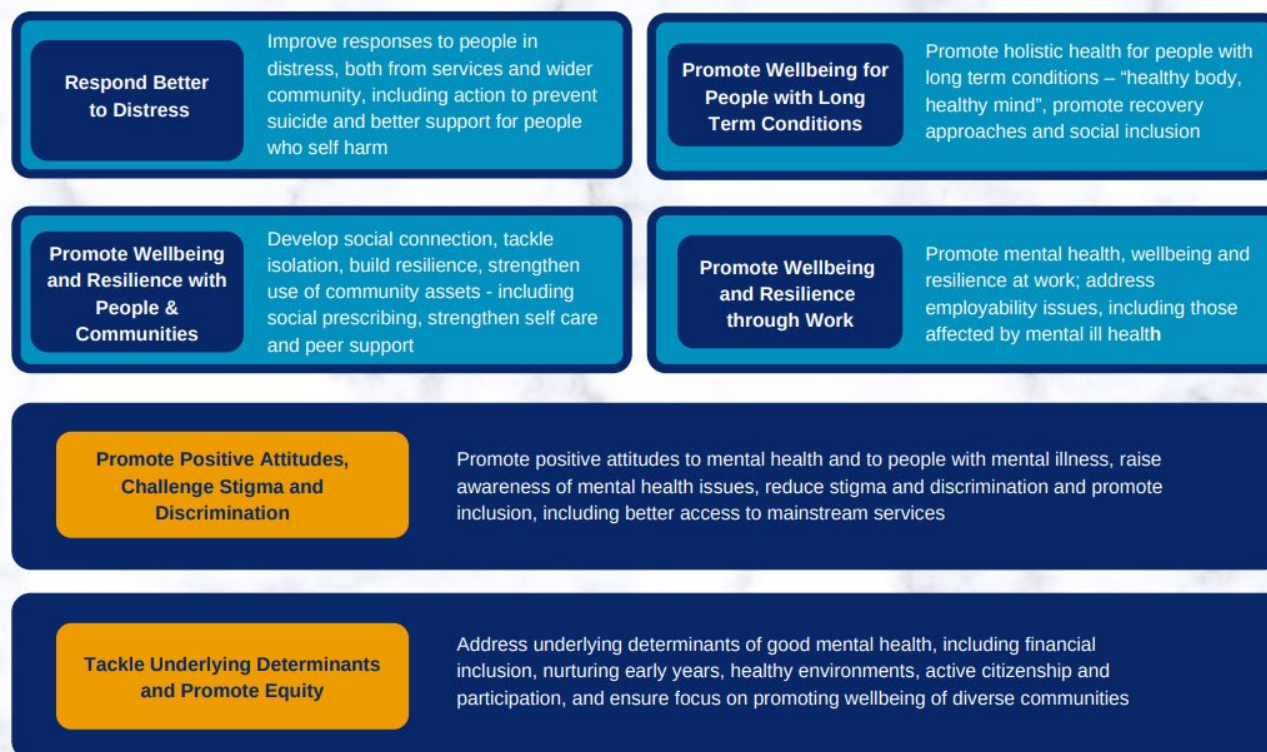 Respond Better
to Distress
Improve responses to people in
distress, both from services and wider
community, including action to prevent
suicide and better support for people
who self harm
Promote Wellbeing for
People with Long
Term Conditions
Promote holistic health for people with
long term conditions – “healthy body,
healthy mind”, promote recovery
approaches and social inclusion
Promote Wellbeing
and Resilience with
People &
Communities
Develop social connection, tackle
isolation, build resilience, strengthen
use of community assets - including
social prescribing, strengthen self care
and peer support
Promote Wellbeing
and Resilience
through Work
Promote mental health, wellbeing and
resilience at work; address
employability issues, including those
affected by mental ill health
Promote Positive Attitudes,
Challenge Stigma and
Discrimination
Promote positive attitudes to mental health and to people with mental illness, raise
awareness of mental health issues, reduce stigma and discrimination and promote
inclusion, including better access to mainstream services
Tackle Underlying Determinants
and Promote Equity
Address underlying determinants of good mental health, including financial
inclusion, nurturing early years, healthy environments, active citizenship and
participation, and ensure focus on promoting wellbeing of diverse communities